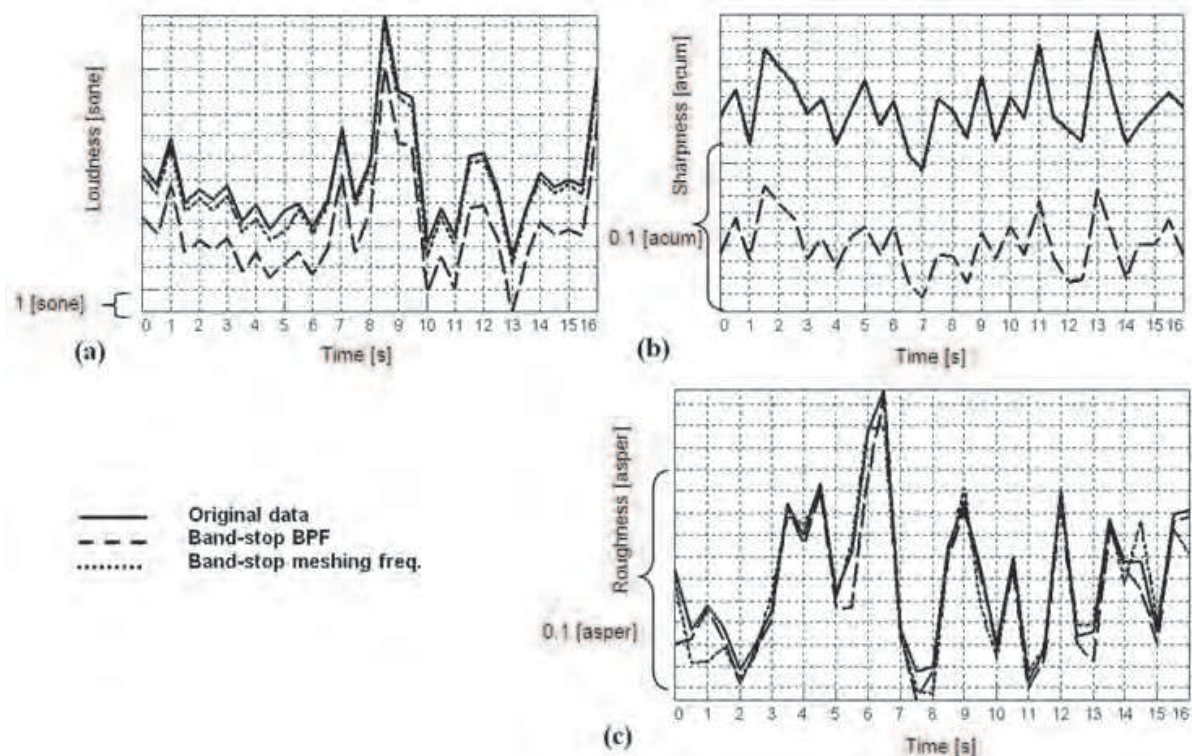 Loudness [sone]
1 [sone]
0 1 2 3 4 5 6 7 8 9 10 11 12 13 14 15 16
(a)
Time [s]
Sharpness [acum]
0.1 [acum]
0 1 2 3 4 5 6 7 8 9 10 11 12 13 14 15 16
(b)
Time [s]
Original data
Band-stop BPF
Band-stop meshing freq.
Roughness [asper]
0.1 [asper]
0 1 2 3 4 5 6 7 8 9 10 11 12 13 14 15 16
(c)
Time [s]